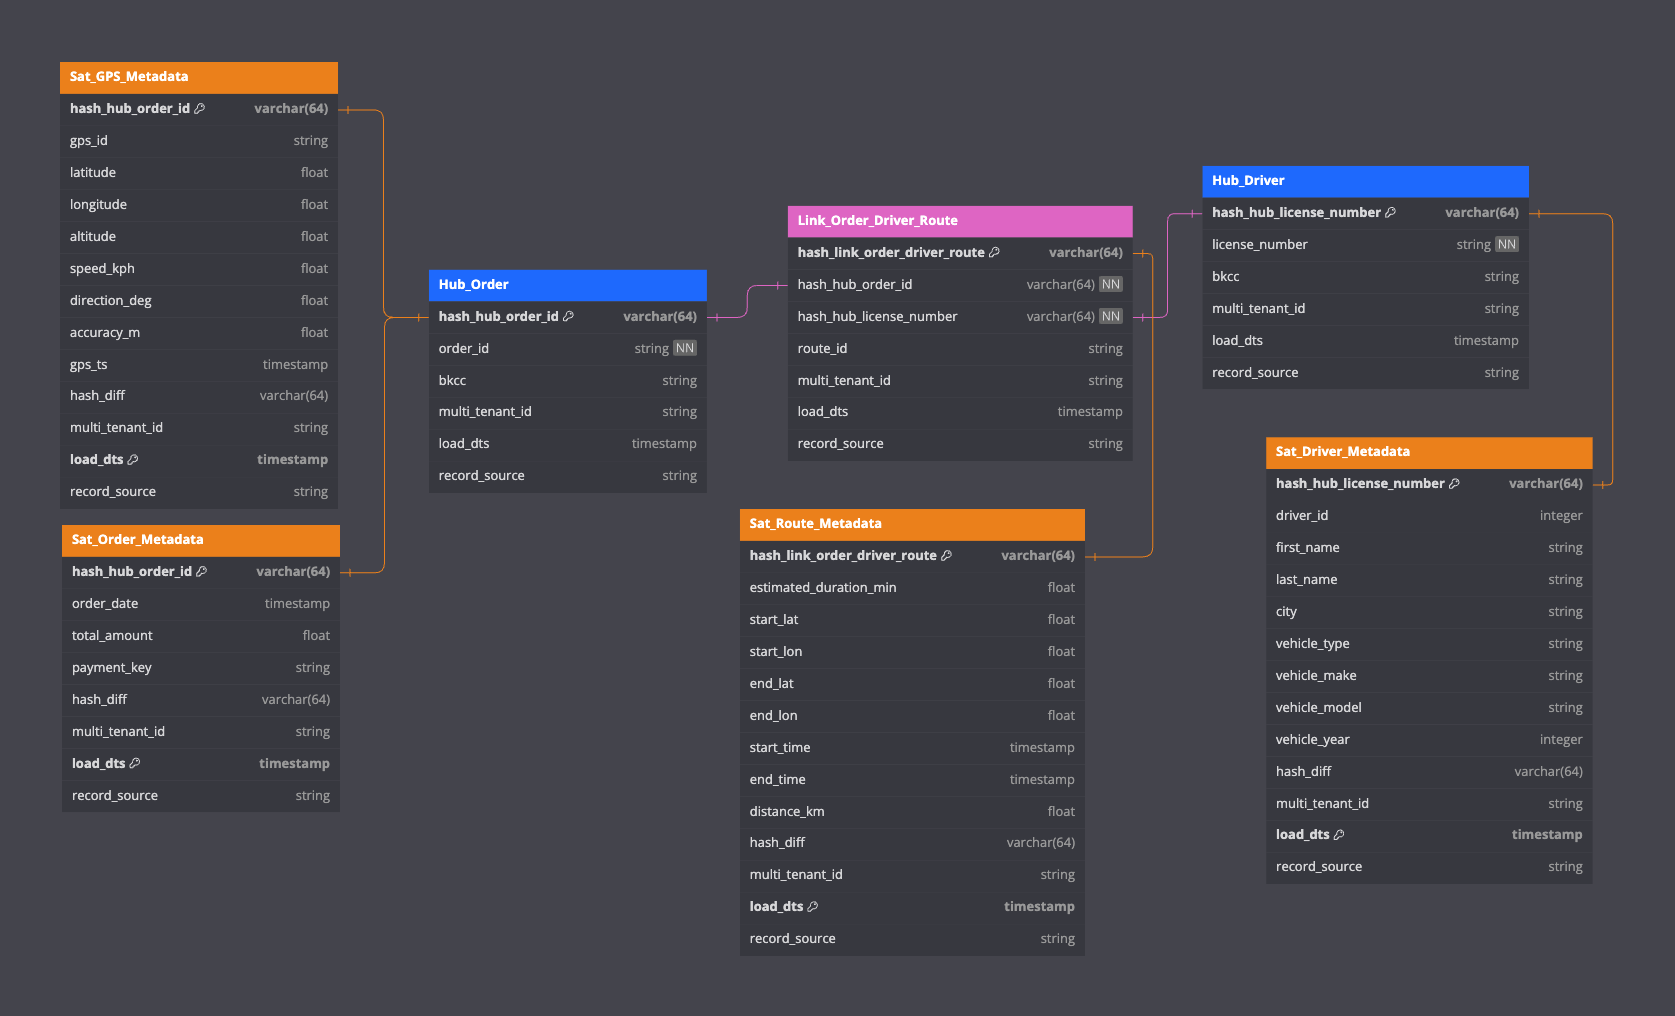 Sat_GPS_Metadata
hash_hub_order_id varchar(64)
gps_id string
latitude float
longitude float
altitude float
speed_kph float
direction_deg float
accuracy_m float
gps_ts timestamp
hash_diff varchar(64)
multi_tenant_id string
load_dts timestamp
record_source string
Sat_Order_Metadata
hash_hub_order_id varchar(64)
order_date timestamp
total_amount float
payment_key string
hash_diff varchar(64)
multi_tenant_id string
load_dts timestamp
record_source string
Hub_Order
hash_hub_order_id varchar(64)
order_id string NN
bkcc string
multi_tenant_id string
load_dts timestamp
record_source string
Link_Order_Driver_Route
hash_link_order_driver_route varchar(64)
hash_hub_order_id varchar(64) NN
hash_hub_license_number varchar(64) NN
route_id string
multi_tenant_id string
load_dts timestamp
record_source string
Sat_Route_Metadata
hash_link_order_driver_route varchar(64)
estimated_duration_min float
start_lat float
start_lon float
end_lat float
end_lon float
start_time timestamp
end_time timestamp
distance_km float
hash_diff varchar(64)
multi_tenant_id string
load_dts timestamp
record_source string
Hub_Driver
hash_hub_license_number varchar(64)
license_number string NN
bkcc string
multi_tenant_id string
load_dts timestamp
record_source string
Sat_Driver_Metadata
hash_hub_license_number varchar(64)
driver_id integer
first_name string
last_name string
city string
vehicle_type string
vehicle_make string
vehicle_model string
vehicle_year integer
hash_diff varchar(64)
multi_tenant_id string
load_dts timestamp
record_source string